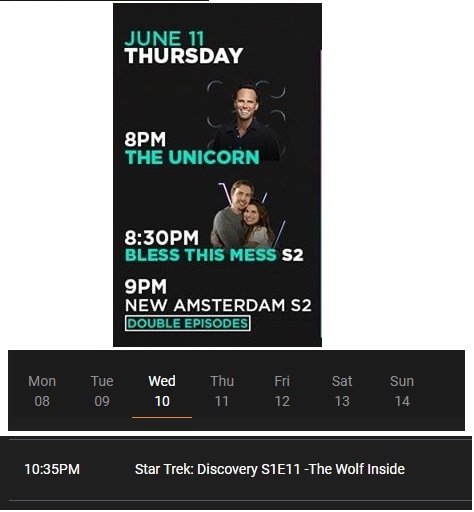 JUNE 11
THURSDAY
8PM
THE UNICORN
8:30PM
BLESS THIS MESS S2
9PM
NEW AMSTERDAM S2
DOUBLE EPISODES
Mon Tue Wed Thu Fri Sat Sun
08 09 10 11 12 13 14
10:35PM Star Trek: Discovery S1E11 -The Wolf Inside